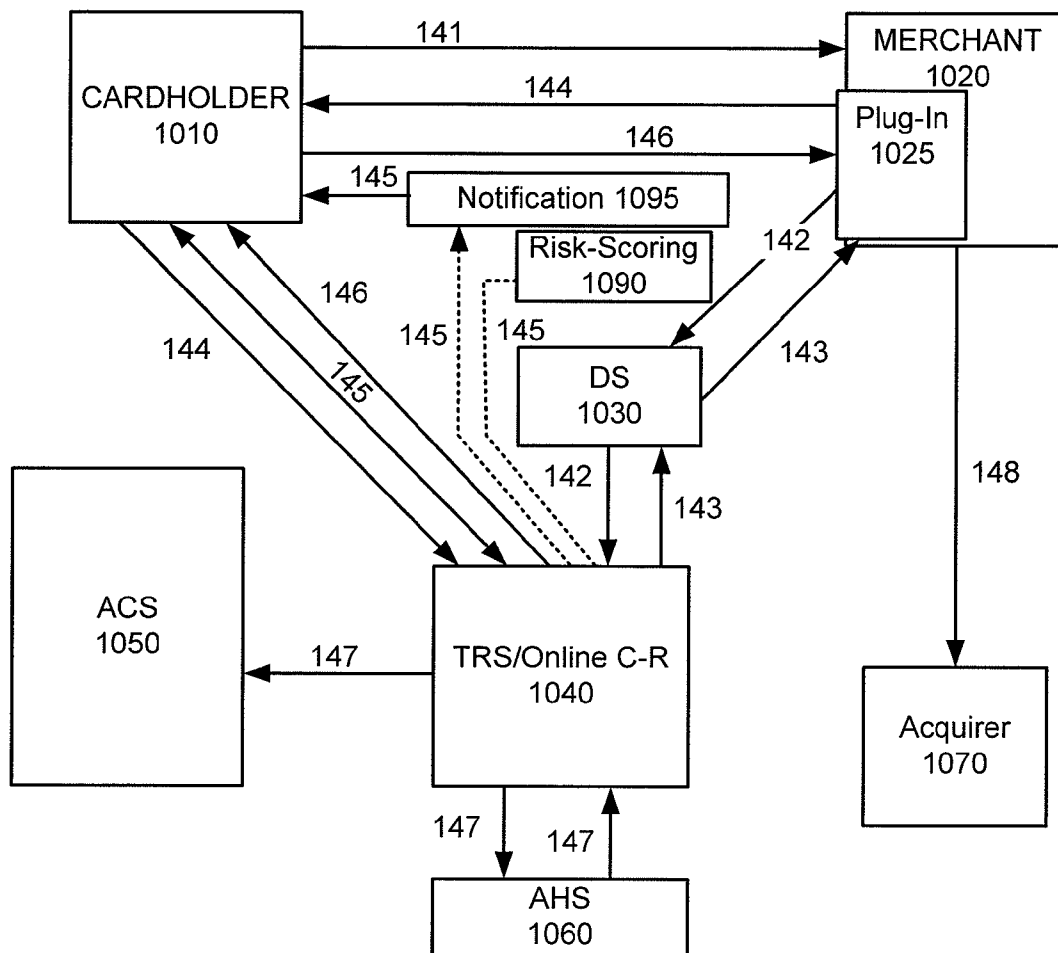 141
MERCHANT
1020
CARDHOLDER
1010
144
Plug-In
1025
146
145
Notification 1095
142
Risk-Scoring
1090
146
145
145
144
143
145
DS
1030
142
143
148
ACS
1050
147
TRS/Online C-R
1040
Acquirer
1070
147
147
AHS
1060